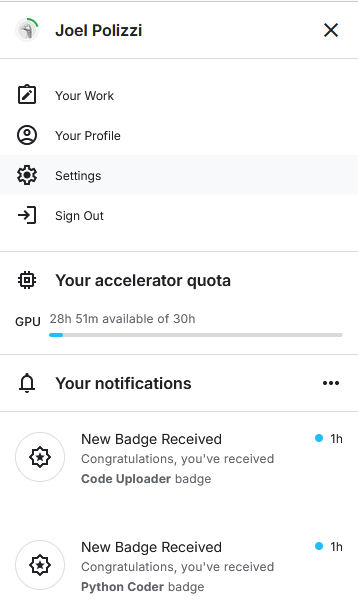 Joel Polizzi
Your Work
Your Profile
Settings
Sign Out
Your accelerator quota
GPU
28h 51m available of 30h
Your notifications
New Badge Received
1h
Congratulations, you've received
Code Uploader badge
New Badge Received
1h
Congratulations, you've received
Python Coder badge